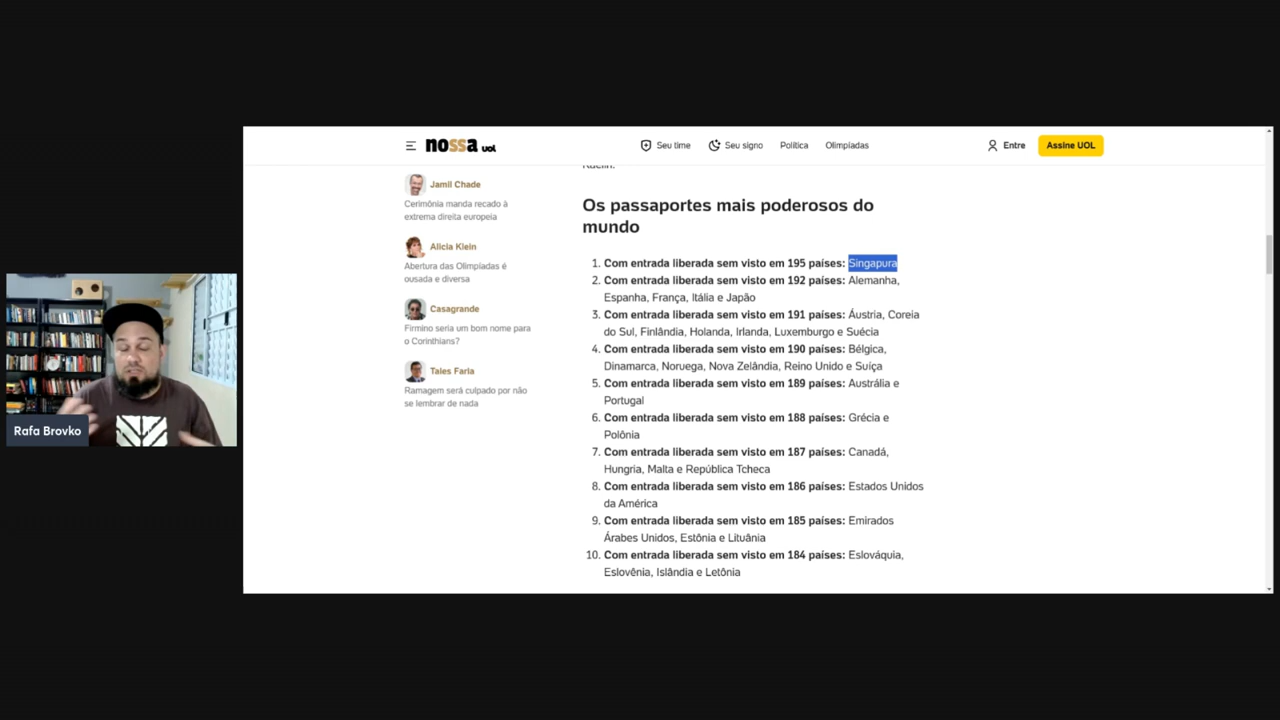 nossa uol
Seu time
Seu signo
Política
Olimpíadas
Entre
Assine UOL
Jamil Chade
Cerimônia manda recado à
extrema direita europeia
Alicia Klein
Abertura das Olimpíadas é
ousada e diversa
Casagrande
Firmino seria um bom nome para
o Corinthians?
Tales Faria
Ramagem será culpado por não
se lembrar de nada
Os passaportes mais poderosos do
mundo
1. Com entrada liberada sem visto em 195 países: Singapura
2. Com entrada liberada sem visto em 192 países: Alemanha,
Espanha, França, Itália e Japão
3. Com entrada liberada sem visto em 191 países: Áustria, Coreia
do Sul, Finlândia, Holanda, Irlanda, Luxemburgo e Suécia
4. Com entrada liberada sem visto em 190 países: Bélgica,
Dinamarca, Noruega, Nova Zelândia, Reino Unido e Suíça
5. Com entrada liberada sem visto em 189 países: Austrália e
Portugal
6. Com entrada liberada sem visto em 188 países: Grécia e
Polônia
7. Com entrada liberada sem visto em 187 países: Canadá,
Hungria, Malta e República Tcheca
8. Com entrada liberada sem visto em 186 países: Estados Unidos
da América
9. Com entrada liberada sem visto em 185 países: Emirados
Árabes Unidos, Estônia e Lituânia
10. Com entrada liberada sem visto em 184 países: Eslováquia,
Eslovênia, Islândia e Letônia
Rafa Brovko